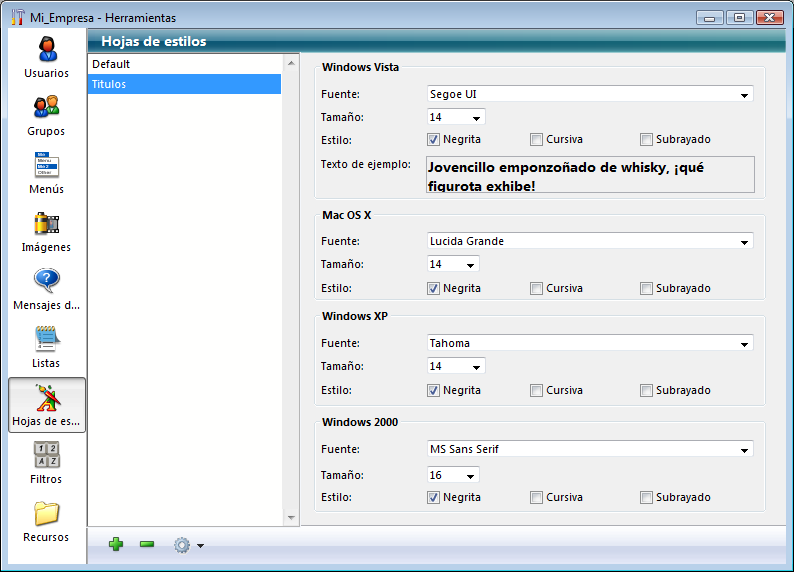 Mi_Empresa - Herramientas
Usuarios
Grupos
Menús
Imágenes
Mensajes d...
Listas
Hojas de es...
Filtros
Recursos
Hojas de estilos
Default
Titulos
Windows Vista
Fuente: Segoe UI
Tamaño: 14
Estilo: Negrita Cursiva Subrayado
Texto de ejemplo: Jovencillo emponzoñado de whisky, ¡qué
figurota exhibe!
Mac OS X
Fuente: Lucida Grande
Tamaño: 14
Estilo: Negrita Cursiva Subrayado
Windows XP
Fuente: Tahoma
Tamaño: 14
Estilo: Negrita Cursiva Subrayado
Windows 2000
Fuente: MS Sans Serif
Tamaño: 16
Estilo: Negrita Cursiva Subrayado